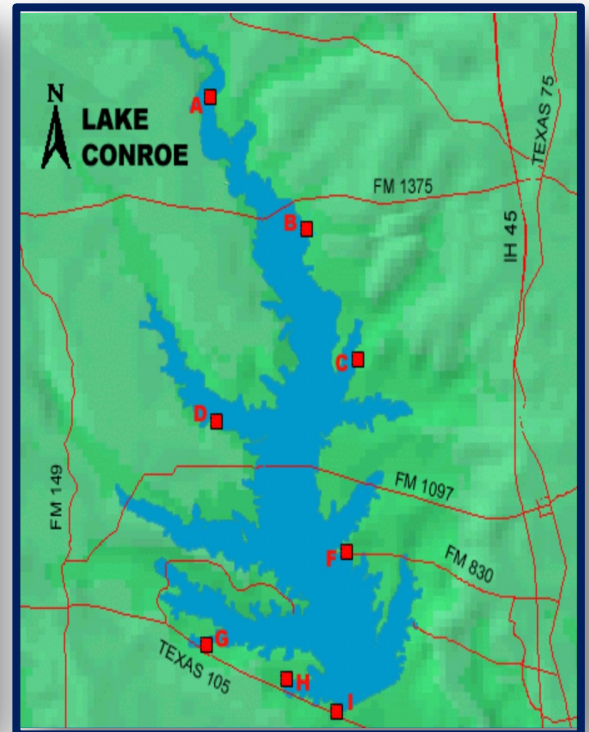 N
LAKE
CONROE
A
TEXAS 75
FM 1375
B
IH 45
C
D
FM 149
FM 1097
F
FM 830
G
TEXAS 105
H
I